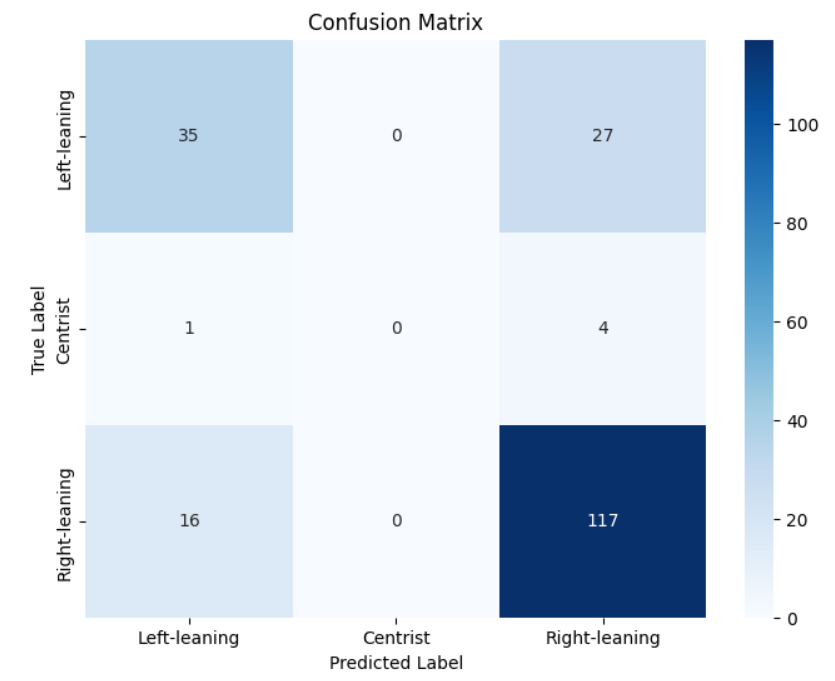 Confusion Matrix
Left-leaning
35
0
27
100
80
True Label
Centrist
1
0
4
60
40
Right-leaning
16
0
117
20
0
Left-leaning
Centrist
Right-leaning
Predicted Label